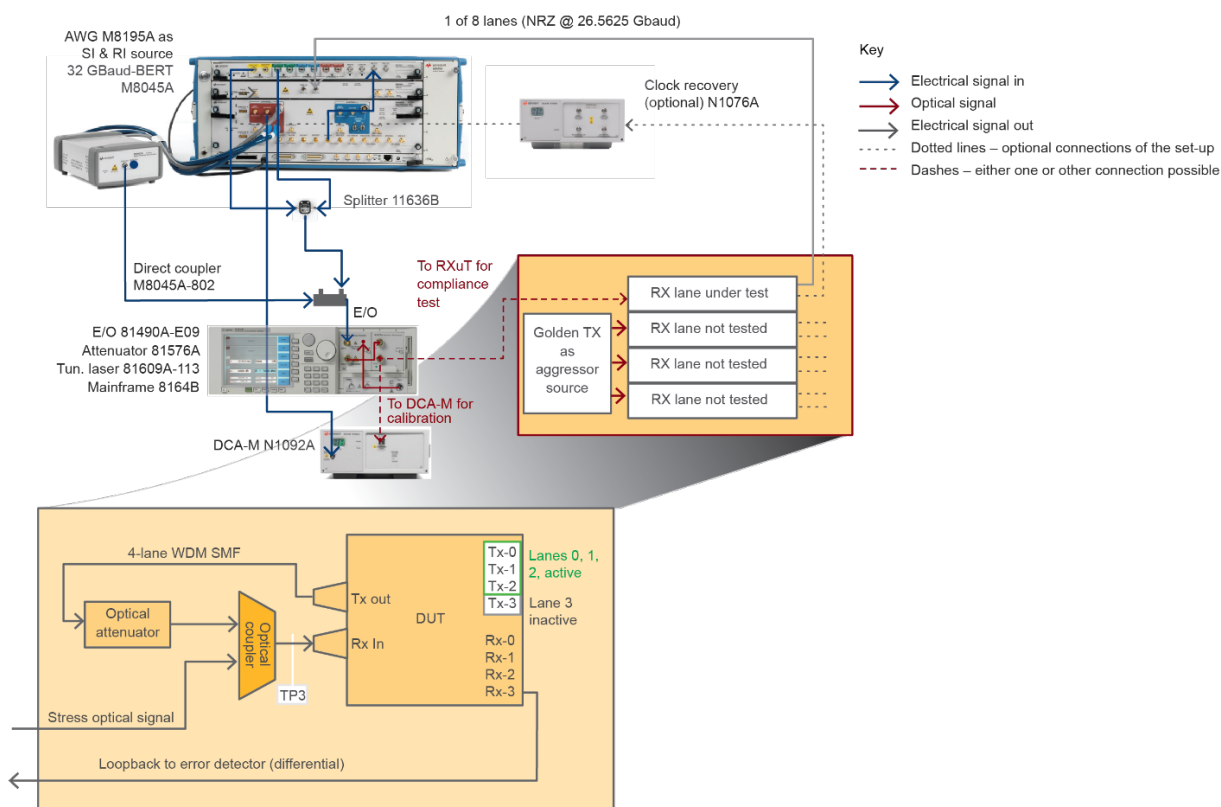 1 of 8 lanes (NRZ @ 26.5625 Gbaud)
AWG M8195A as
SI & RI source
32 GBaud-BERT
M8045A
Clock recovery
(optional) N1076A
Key
Electrical signal in
Optical signal
Electrical signal out
Dotted lines – optional connections of the set-up
Dashes – either one or other connection possible
Splitter 11636B
Direct coupler
M8045A-802
E/O
To RXuT for
compliance
test
E/O 81490A-E09
Attenuator 81576A
Tun. laser 81609A-113
Mainframe 8164B
To DCA-M for
calibration
DCA-M N1092A
Golden TX
as
aggressor
source
RX lane under test
RX lane not tested
RX lane not tested
RX lane not tested
4-lane WDM SMF
Optical
attenuator
Optical
coupler
TP3
Tx out
Rx In
DUT
Tx-0
Tx-1
Tx-2
Tx-3
Lanes 0, 1,
2, active
Lane 3
inactive
Rx-0
Rx-1
Rx-2
Rx-3
Stress optical signal
Loopback to error detector (differential)